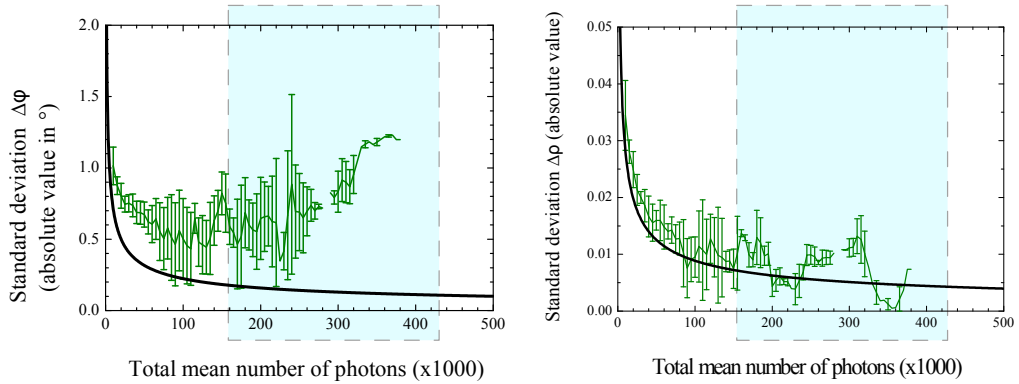 Standard deviation Δφ
(absolute value in °)
2.0
1.5
1.0
0.5
0.0
0 100 200 300 400 500
Total mean number of photons (x1000)
Standard deviation Δρ (absolute value)
0.05
0.04
0.03
0.02
0.01
0.00
0 100 200 300 400 500
Total mean number of photons (x1000)